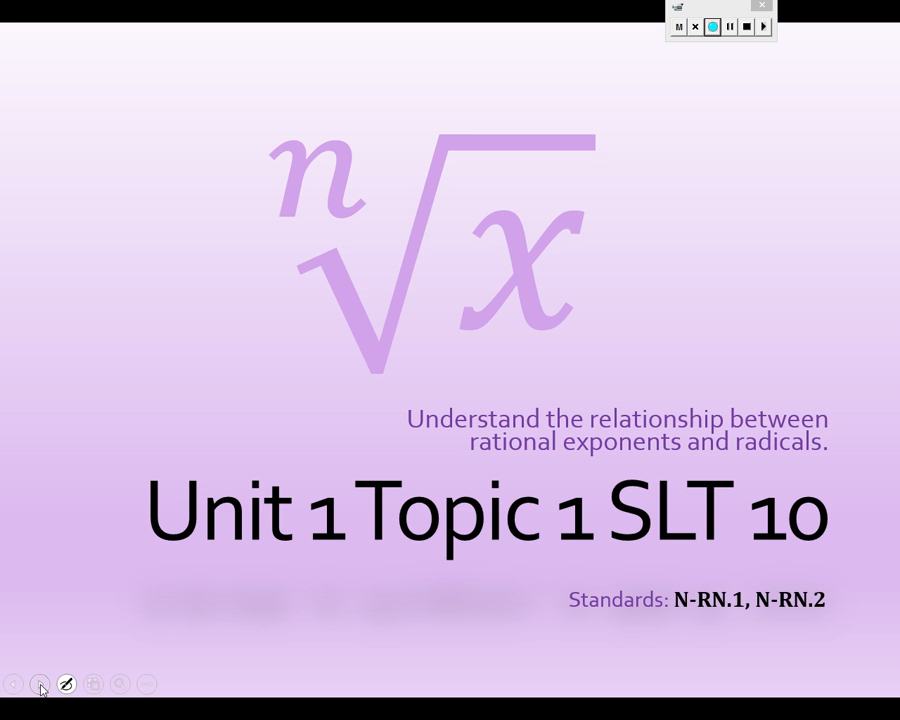 M
n√x
Understand the relationship between
rational exponents and radicals.
Unit 1 Topic 1 SLT 10
Standards: N-RN.1, N-RN.2